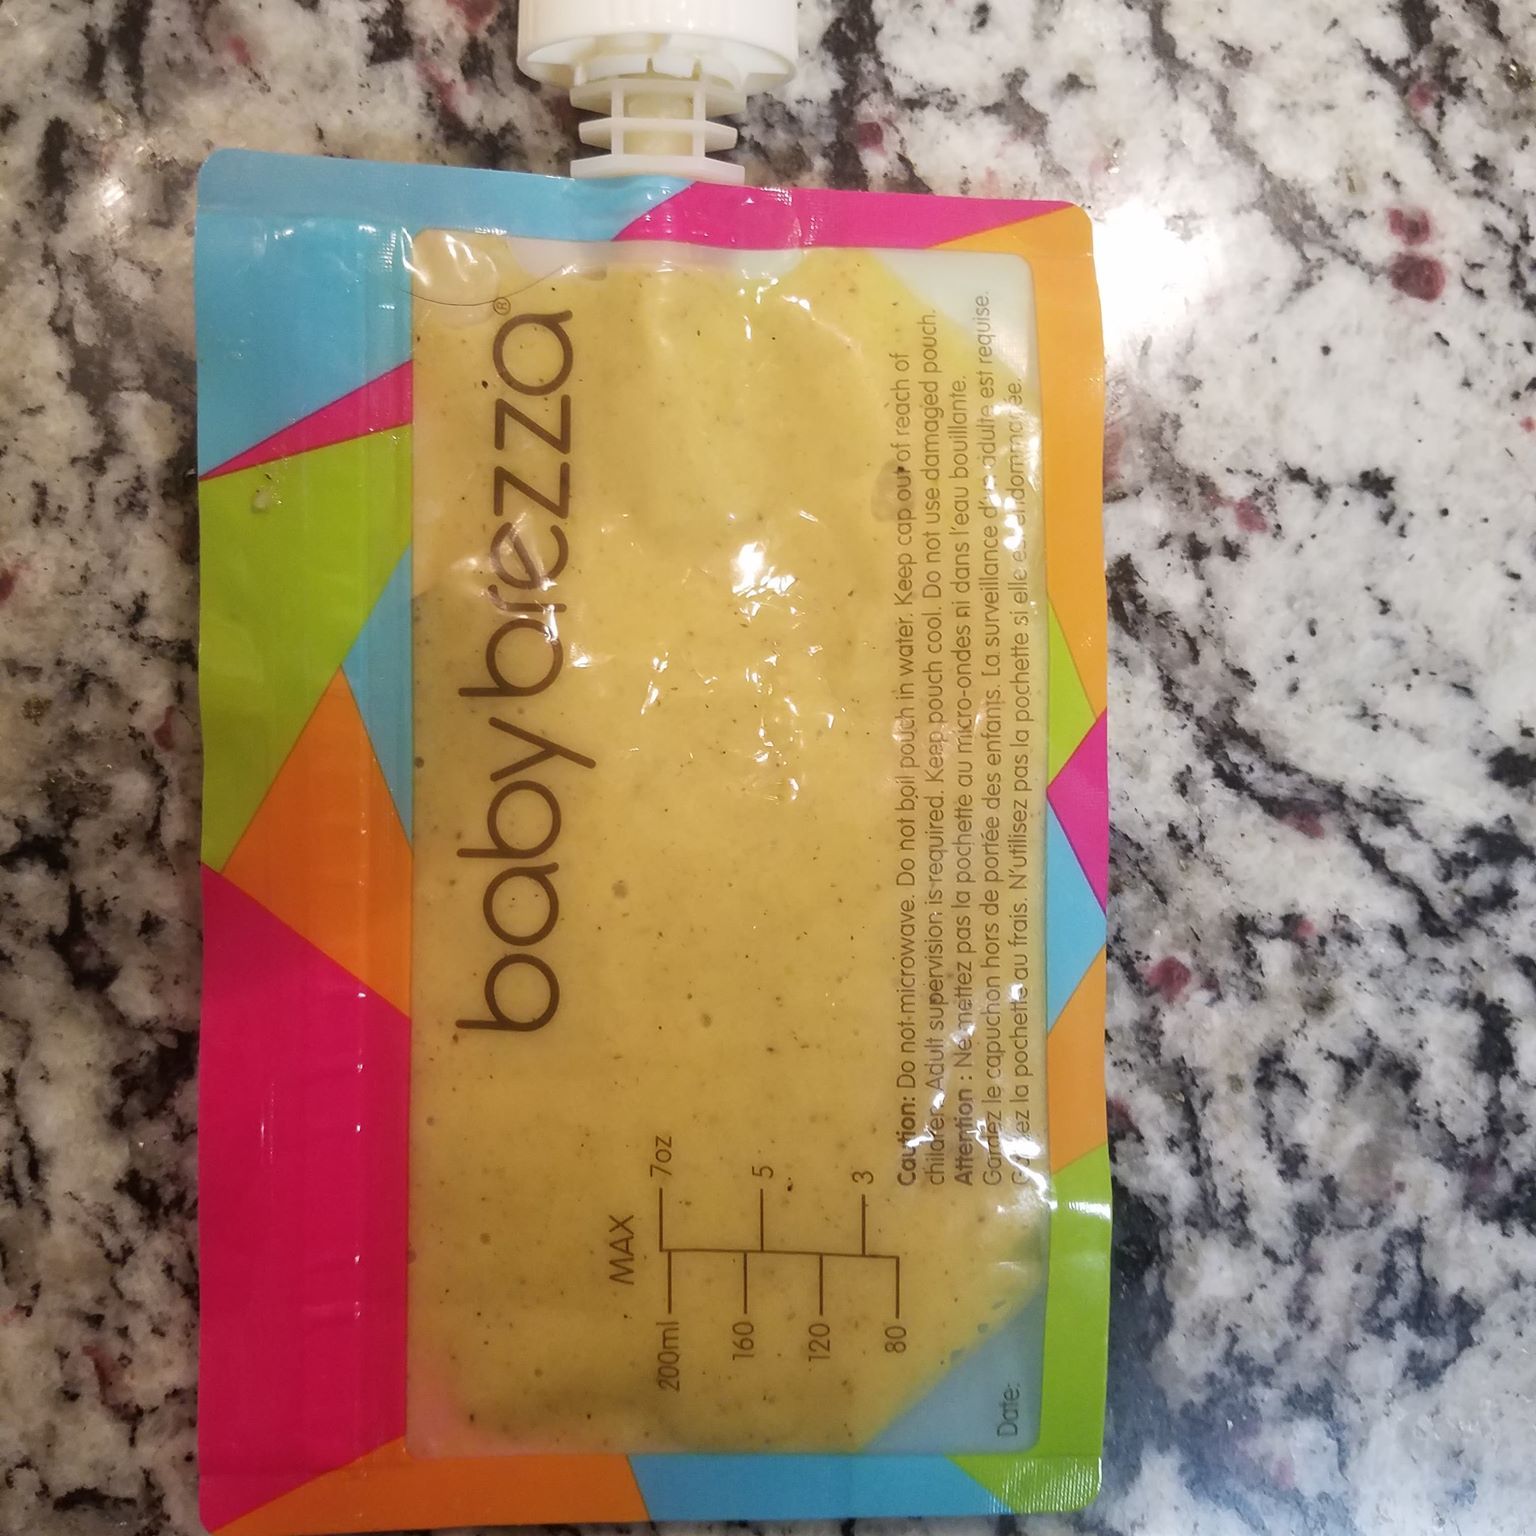 babybrezza®
MAX
200ml
7oz
160
5
120
3
80
Caution: Do not microwave. Do not boil pouch in water. Keep cap out of reach of
children. Adult supervision is required. Keep pouch cool. Do not use damaged pouch.
Attention : Ne mettez pas la pochette au micro-ondes ni dans l'eau bouillante.
Gardez le capuchon hors de portée des enfants. La surveillance d'un adulte est requise.
Gardez la pochette au frais. N'utilisez pas la pochette si elle est endommagée.
Date: